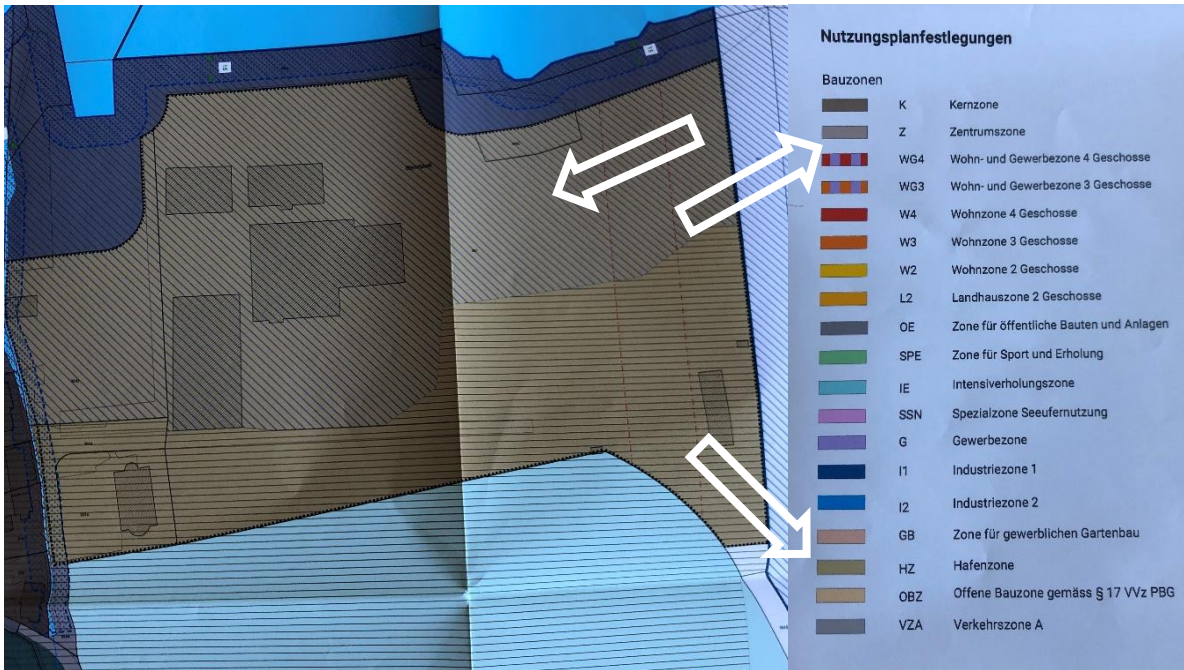 Nutzungsplanfestlegungen
Bauzonen
K Kernzone
Z Zentrumszone
WG4 Wohn- und Gewerbezone 4 Geschosse
WG3 Wohn- und Gewerbezone 3 Geschosse
W4 Wohnzone 4 Geschosse
W3 Wohnzone 3 Geschosse
W2 Wohnzone 2 Geschosse
L2 Landhauszone 2 Geschosse
OE Zone für öffentliche Bauten und Anlagen
SPE Zone für Sport und Erholung
IE Intensiverholungszone
SSN Spezialzone Seeufernutzung
G Gewerbezone
I1 Industriezone 1
I2 Industriezone 2
GB Zone für gewerblichen Gartenbau
HZ Hafenzone
OBZ Offene Bauzone gemäss § 17 VVz PBG
VZA Verkehrszone A